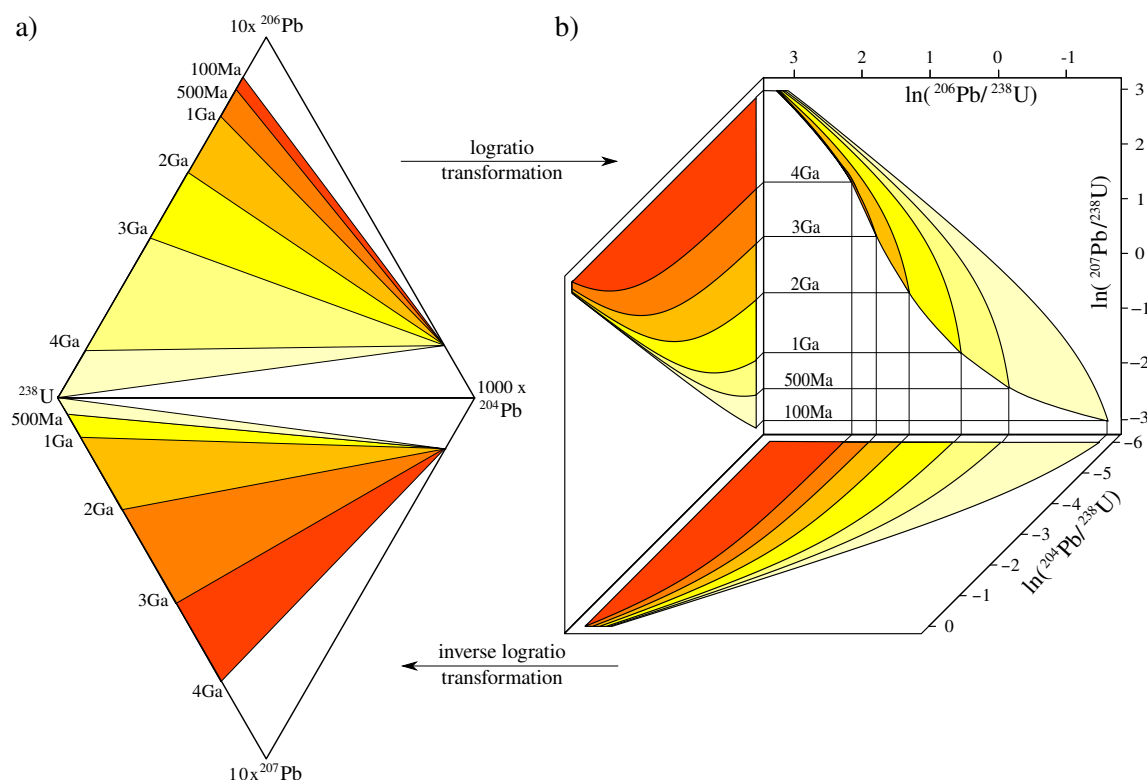 a)
10x ²⁰⁶Pb
100Ma
500Ma
1Ga
2Ga
3Ga
4Ga
²³⁸U
1000 x
²⁰⁴Pb
500Ma
1Ga
2Ga
3Ga
4Ga
10x²⁰⁷Pb
logratio
transformation
inverse logratio
transformation
b)
3 2 1 0 -1
ln(²⁰⁶Pb/²³⁸U)
3
2
1
0
−1
−2
−3
ln(²⁰⁷Pb/²³⁸U)
4Ga
3Ga
2Ga
1Ga
500Ma
100Ma
−6
−5
−4
−3
−2
−1
0
ln(²⁰⁴Pb/²³⁸U)